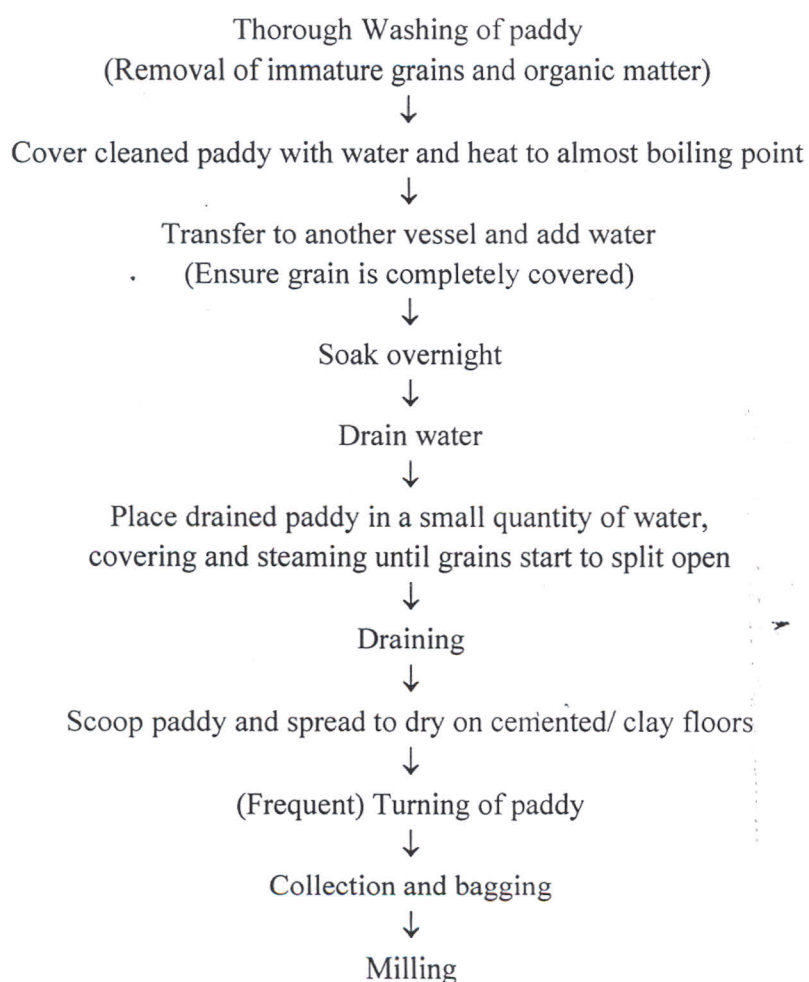 Thorough Washing of paddy
(Removal of immature grains and organic matter)
↓
Cover cleaned paddy with water and heat to almost boiling point
↓
Transfer to another vessel and add water
(Ensure grain is completely covered)
↓
Soak overnight
↓
Drain water
↓
Place drained paddy in a small quantity of water,
covering and steaming until grains start to split open
↓
Draining
↓
Scoop paddy and spread to dry on cemented/ clay floors
↓
(Frequent) Turning of paddy
↓
Collection and bagging
↓
Milling